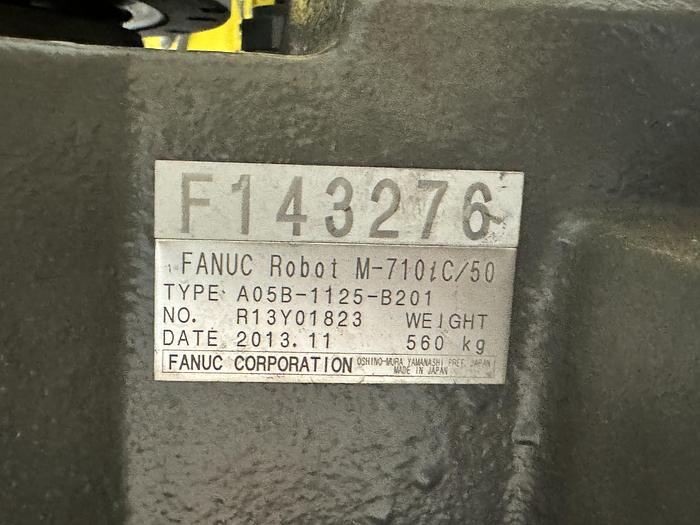 F143276
FANUC Robot M-710iC/50
TYPE A05B-1125-B201
NO. R13Y01823 WEIGHT
DATE 2013.11 560 kg
FANUC CORPORATION OSHINO-MURA YAMANASHI PREF. JAPAN
MADE IN JAPAN